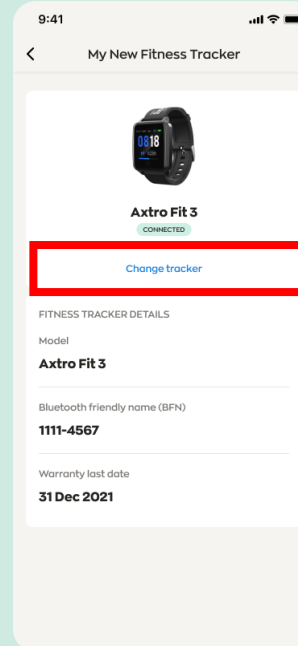 9:41
My New Fitness Tracker
08 18
Axtro Fit 3
CONNECTED
Change tracker
FITNESS TRACKER DETAILS
Model
Axtro Fit 3
Bluetooth friendly name (BFN)
1111-4567
Warranty last date
31 Dec 2021